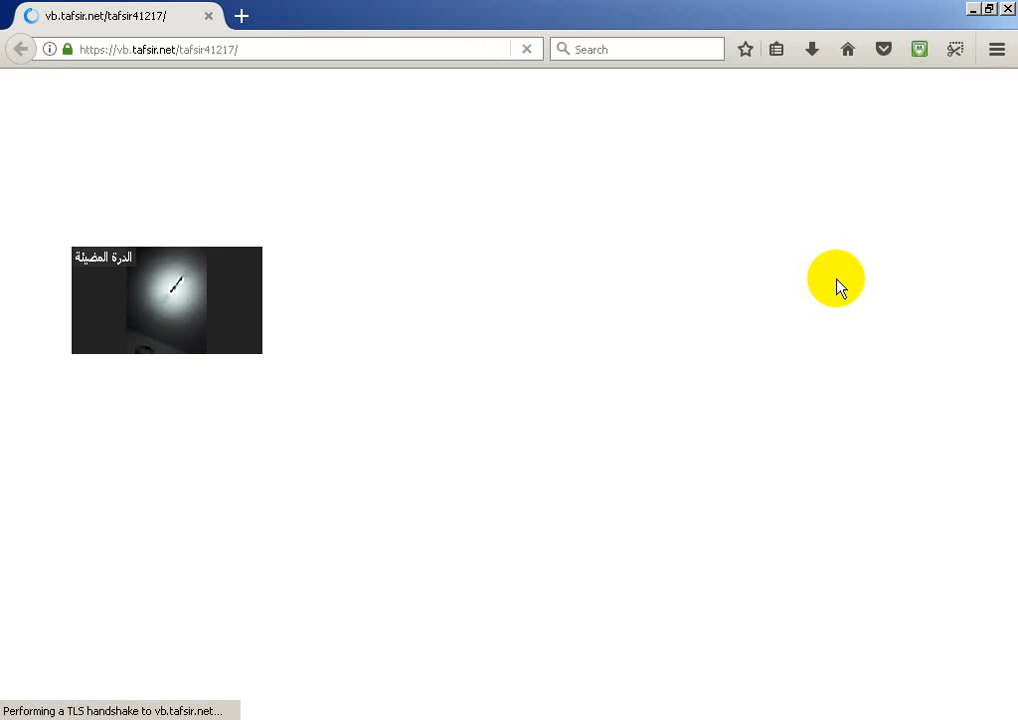 vb.tafsir.net/tafsir41217/
https://vb.tafsir.net/tafsir41217/
Search
الدرة المضيئة
Performing a TLS handshake to vb.tafsir.net...